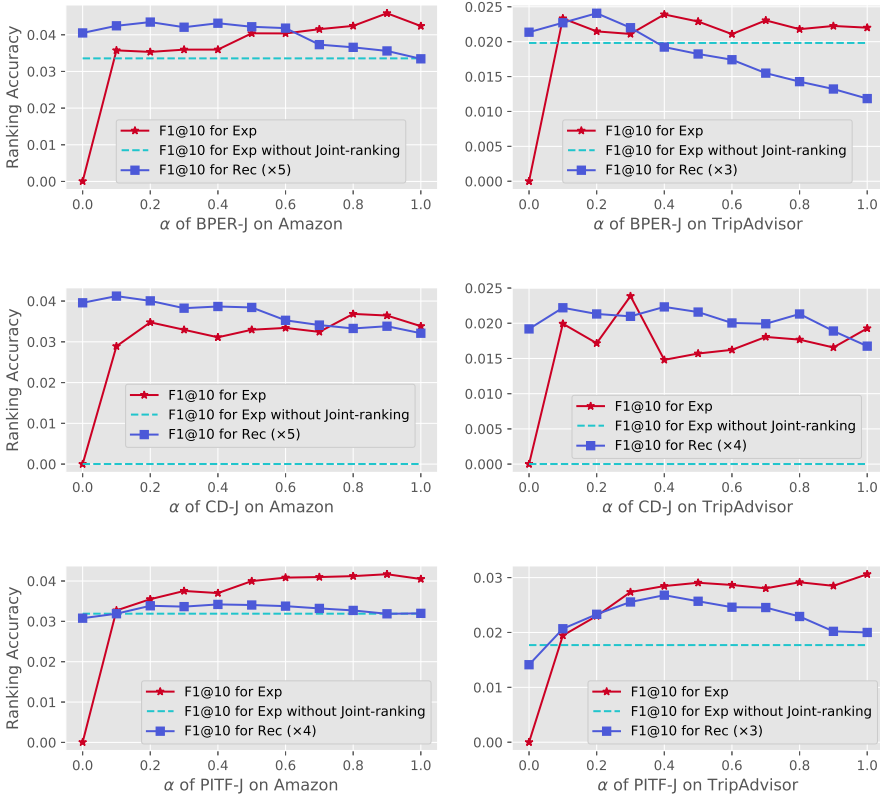 Ranking Accuracy
0.04
0.03
0.02
0.01
0.00
F1@10 for Exp
F1@10 for Exp without Joint-ranking
F1@10 for Rec (×5)
0.0 0.2 0.4 0.6 0.8 1.0
α of BPER-J on Amazon
0.025
0.020
0.015
0.010
0.005
0.000
F1@10 for Exp
F1@10 for Exp without Joint-ranking
F1@10 for Rec (×3)
0.0 0.2 0.4 0.6 0.8 1.0
α of BPER-J on TripAdvisor
Ranking Accuracy
0.04
0.03
0.02
0.01
0.00
F1@10 for Exp
F1@10 for Exp without Joint-ranking
F1@10 for Rec (×5)
0.0 0.2 0.4 0.6 0.8 1.0
α of CD-J on Amazon
0.025
0.020
0.015
0.010
0.005
0.000
F1@10 for Exp
F1@10 for Exp without Joint-ranking
F1@10 for Rec (×4)
0.0 0.2 0.4 0.6 0.8 1.0
α of CD-J on TripAdvisor
Ranking Accuracy
0.04
0.03
0.02
0.01
0.00
F1@10 for Exp
F1@10 for Exp without Joint-ranking
F1@10 for Rec (×4)
0.0 0.2 0.4 0.6 0.8 1.0
α of PITF-J on Amazon
0.03
0.02
0.01
0.00
F1@10 for Exp
F1@10 for Exp without Joint-ranking
F1@10 for Rec (×3)
0.0 0.2 0.4 0.6 0.8 1.0
α of PITF-J on TripAdvisor